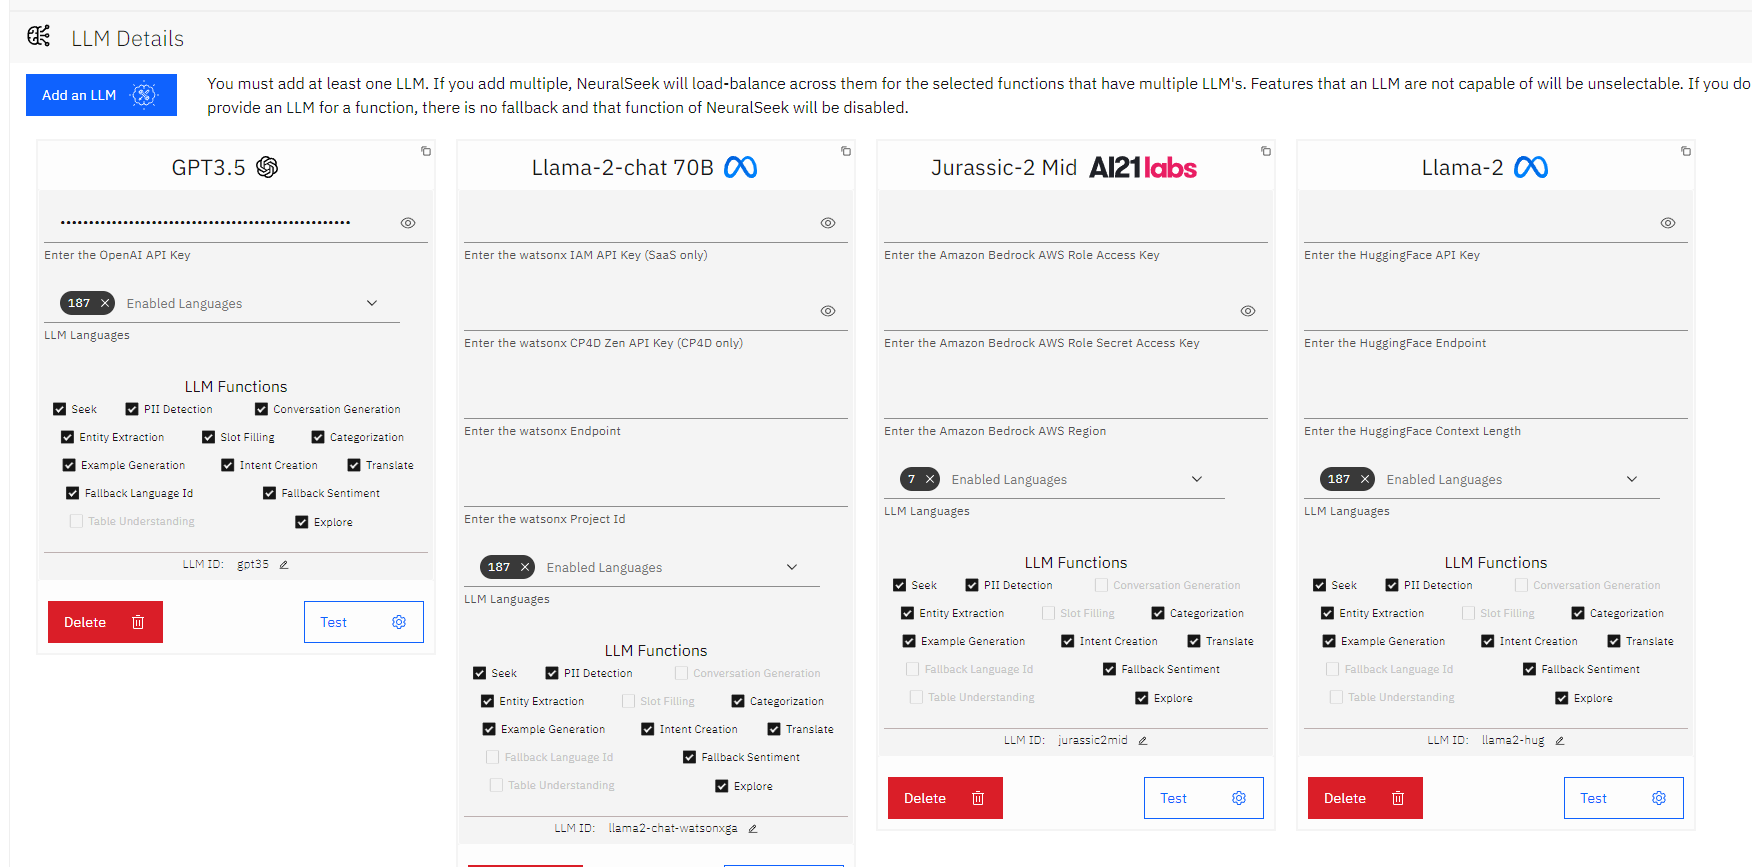 LLM Details
Add an LLM
You must add at least one LLM. If you add multiple, NeuralSeek will load-balance across them for the selected functions that have multiple LLM's. Features that an LLM are not capable of will be unselectable. If you do
provide an LLM for a function, there is no fallback and that function of NeuralSeek will be disabled.
GPT3.5
••••••••••••••••••••••••••••••••••••••••••••••••••
Enter the OpenAI API Key
187 × Enabled Languages
LLM Languages
LLM Functions
Seek PII Detection Conversation Generation
Entity Extraction Slot Filling Categorization
Example Generation Intent Creation Translate
Fallback Language Id Fallback Sentiment
Table Understanding Explore
LLM ID: gpt35
Delete Test
Llama-2-chat 70B
Enter the watsonx IAM API Key (SaaS only)
Enter the watsonx CP4D Zen API Key (CP4D only)
Enter the watsonx Endpoint
Enter the watsonx Project Id
187 × Enabled Languages
LLM Languages
LLM Functions
Seek PII Detection Conversation Generation
Entity Extraction Slot Filling Categorization
Example Generation Intent Creation Translate
Fallback Language Id Fallback Sentiment
Table Understanding Explore
LLM ID: llama2-chat-watsonxga
Jurassic-2 Mid AI21labs
Enter the Amazon Bedrock AWS Role Access Key
Enter the Amazon Bedrock AWS Role Secret Access Key
Enter the Amazon Bedrock AWS Region
7 × Enabled Languages
LLM Languages
LLM Functions
Seek PII Detection Conversation Generation
Entity Extraction Slot Filling Categorization
Example Generation Intent Creation Translate
Fallback Language Id Fallback Sentiment
Table Understanding Explore
LLM ID: jurassic2mid
Delete Test
Llama-2
Enter the HuggingFace API Key
Enter the HuggingFace Endpoint
Enter the HuggingFace Context Length
187 × Enabled Languages
LLM Languages
LLM Functions
Seek PII Detection Conversation Generation
Entity Extraction Slot Filling Categorization
Example Generation Intent Creation Translate
Fallback Language Id Fallback Sentiment
Table Understanding Explore
LLM ID: llama2-hug
Delete Test